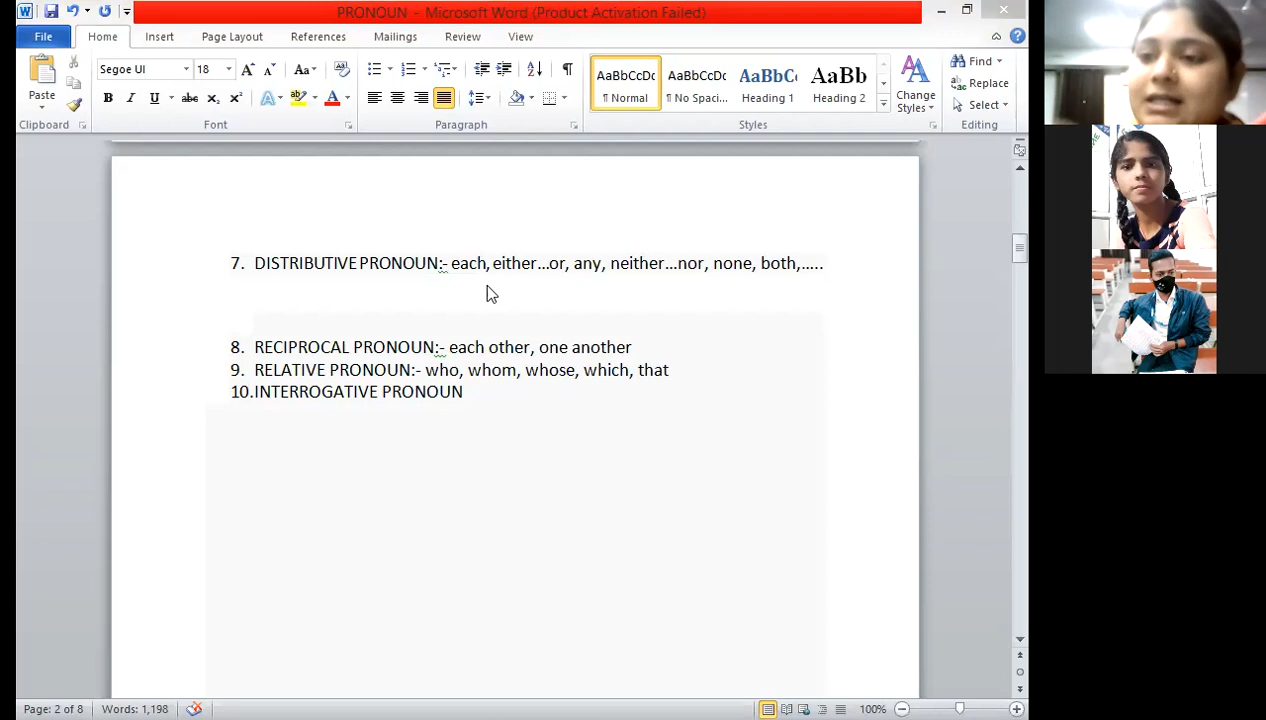 PRONOUN - Microsoft Word (Product Activation Failed)
File Home Insert Page Layout References Mailings Review View
Paste
Segoe UI 18
AaBbCcDc AaBbCcDc AaBbC AaBb
¶ Normal ¶ No Spaci... Heading 1 Heading 2
Change Styles
Find
Replace
Select
Clipboard Font Paragraph Styles Editing
7. DISTRIBUTIVE PRONOUN:- each, either...or, any, neither...nor, none, both,.....
8. RECIPROCAL PRONOUN:- each other, one another
9. RELATIVE PRONOUN:- who, whom, whose, which, that
10.INTERROGATIVE PRONOUN
Page: 2 of 8 Words: 1,198 100%